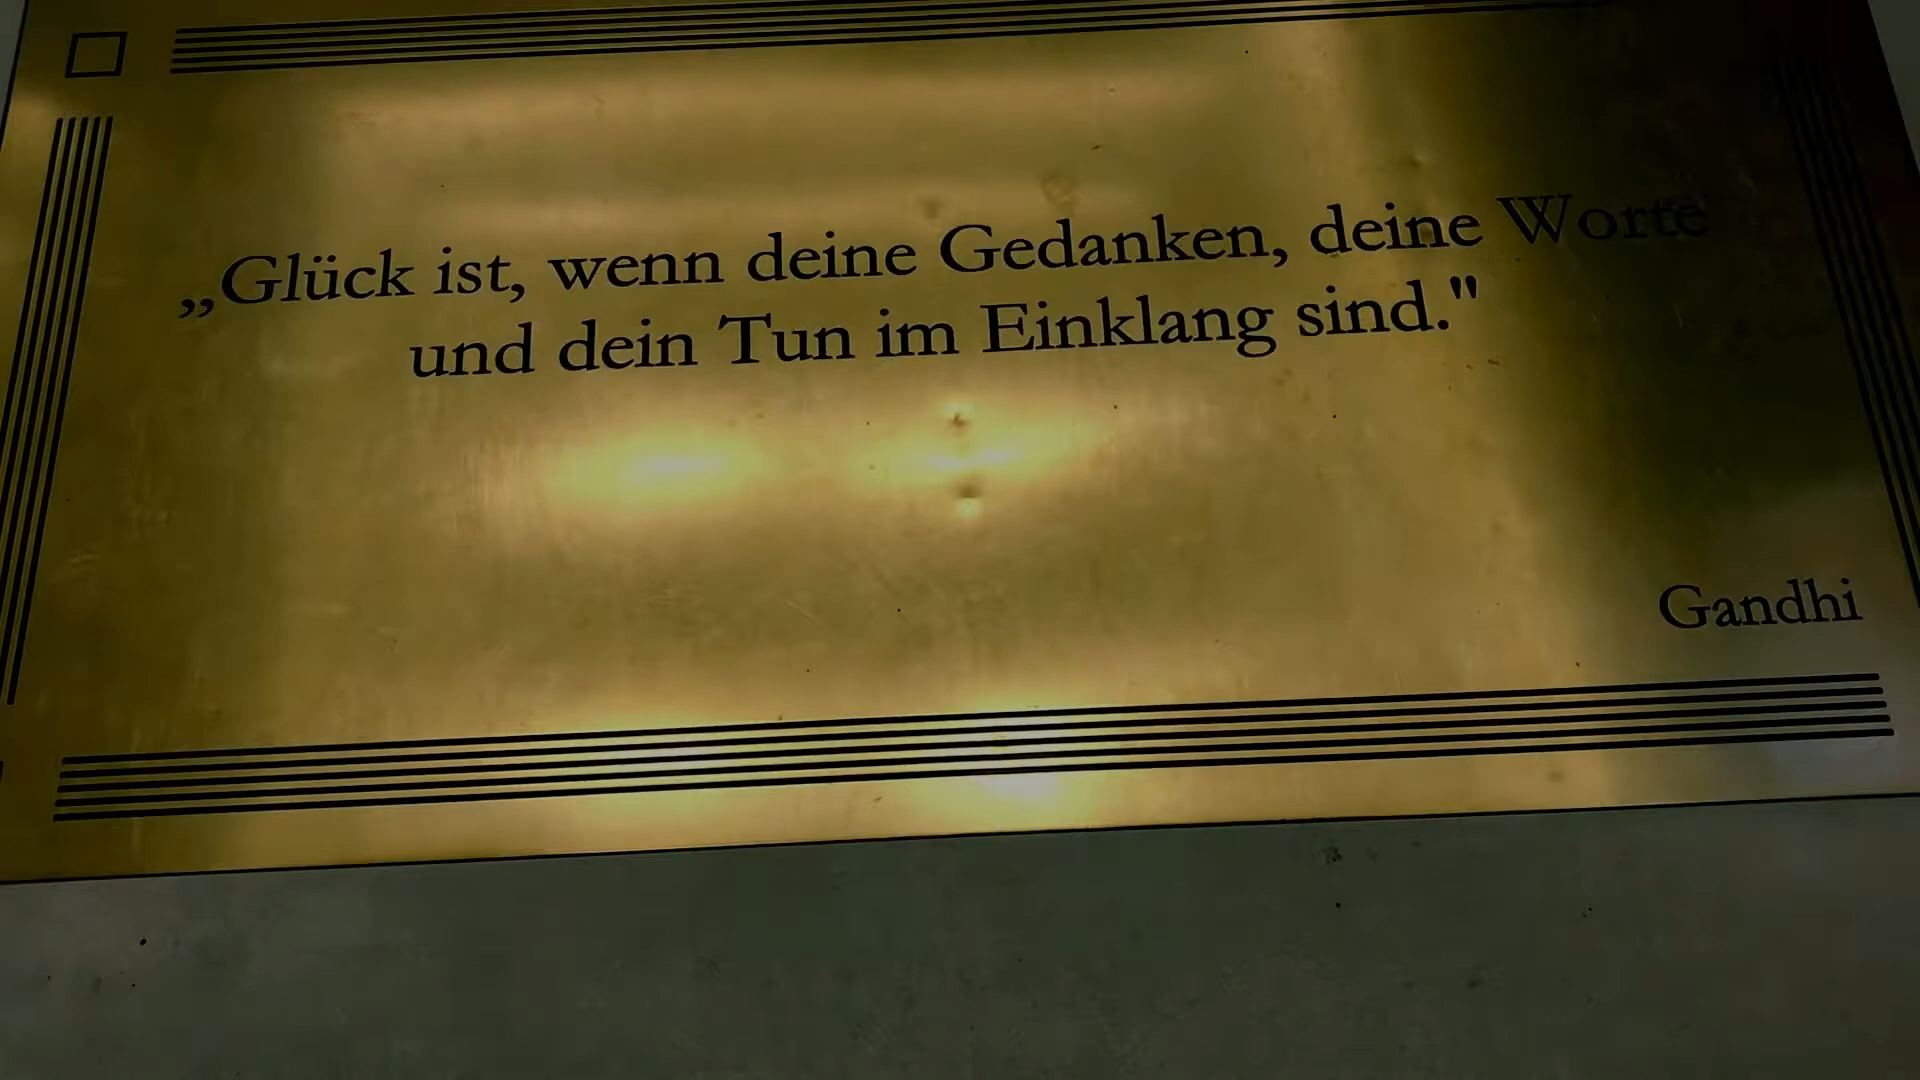 „Glück ist, wenn deine Gedanken, deine Worte
und dein Tun im Einklang sind."
Gandhi